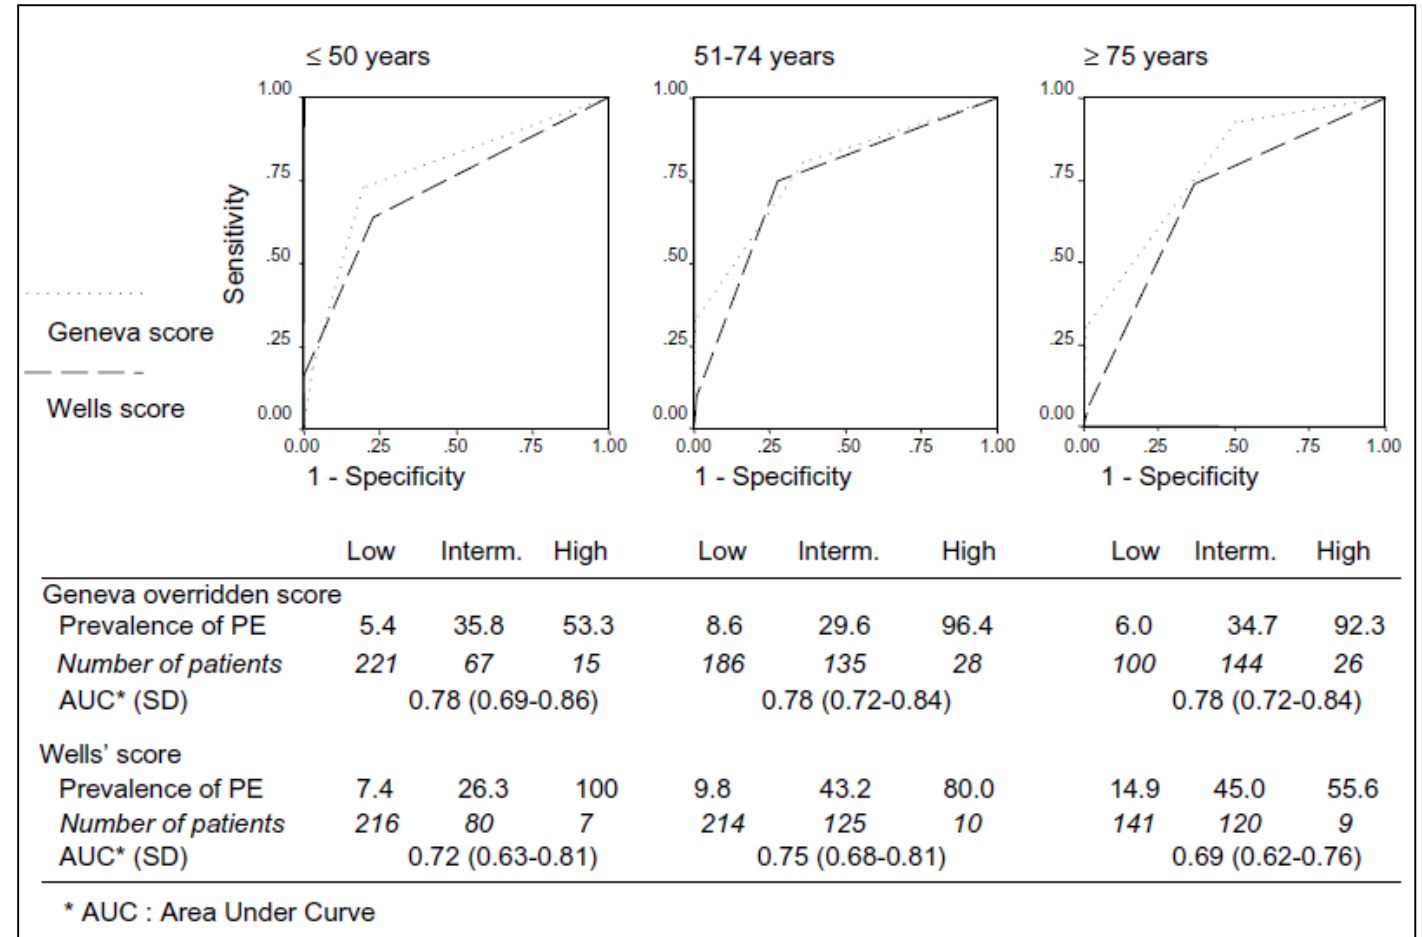 ≤ 50 years 51-74 years ≥ 75 years
1.00 1.00 1.00
.75 .75 .75
.50 .50 .50
.25 .25 .25
0.00 0.00 0.00
Sensitivity
Geneva score
Wells score
0.00 .25 .50 .75 1.00 0.00 .25 .50 .75 1.00 0.00 .25 .50 .75 1.00
1 - Specificity 1 - Specificity 1 - Specificity
Low Interm. High Low Interm. High Low Interm. High
Geneva overridden score
Prevalence of PE 5.4 35.8 53.3 8.6 29.6 96.4 6.0 34.7 92.3
Number of patients 221 67 15 186 135 28 100 144 26
AUC* (SD) 0.78 (0.69-0.86) 0.78 (0.72-0.84) 0.78 (0.72-0.84)
Wells' score
Prevalence of PE 7.4 26.3 100 9.8 43.2 80.0 14.9 45.0 55.6
Number of patients 216 80 7 214 125 10 141 120 9
AUC* (SD) 0.72 (0.63-0.81) 0.75 (0.68-0.81) 0.69 (0.62-0.76)
* AUC : Area Under Curve